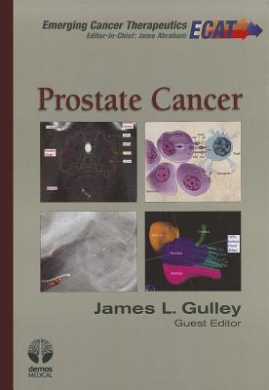 Emerging Cancer Therapeutics
Editor-in-Chief: Jame Abraham
ECAT
Prostate Cancer
James L. Gulley
Guest Editor
demos
MEDICAL